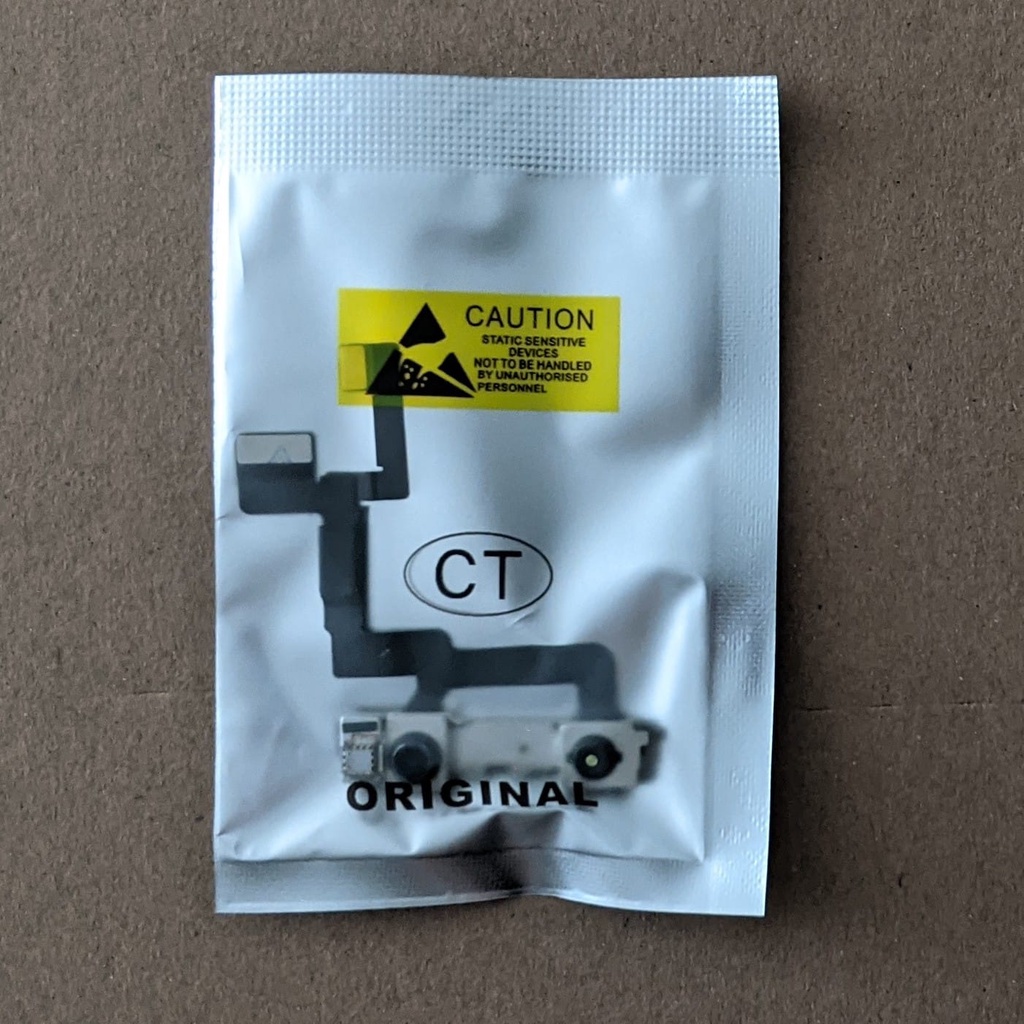 CAUTION
STATIC SENSITIVE
DEVICES
NOT TO BE HANDLED
BY UNAUTHORISED
PERSONNEL
CT
ORIGINAL